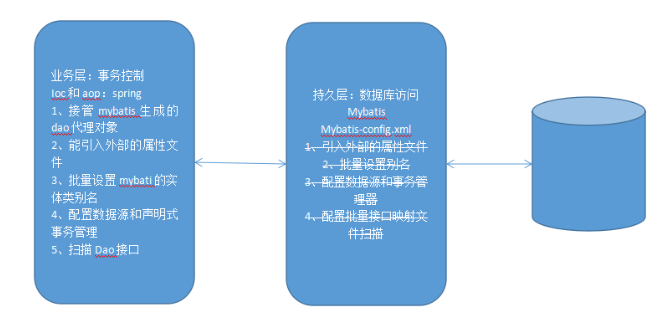 业务层：事务控制
Ioc和aop：spring
1、接管 mybatis 生成的
dao代理对象
2、能引入外部的属性文
件
3、批量设置 mybati 的实
体类别名
4、配置数据源和声明式
事务管理
5、扫描 Dao 接口
持久层：数据库访问
Mybatis
Mybatis-config.xml
1、引入外部的属性文件
2、批量设置别名
3、配置数据源和事务管
理器
4、配置批量接口映射文
件扫描